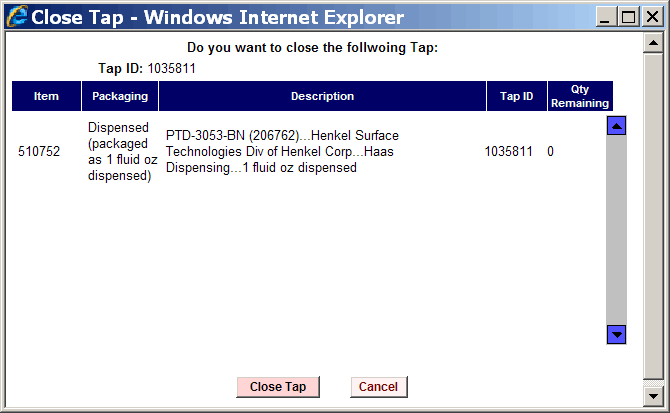 Close Tap - Windows Internet Explorer
Do you want to close the follwoing Tap:
Tap ID: 1035811
Item Packaging Description Tap ID Qty Remaining
510752 Dispensed (packaged as 1 fluid oz dispensed) PTD-3053-BN (206762)...Henkel Surface Technologies Div of Henkel Corp...Haas Dispensing...1 fluid oz dispensed 1035811 0
Close Tap Cancel